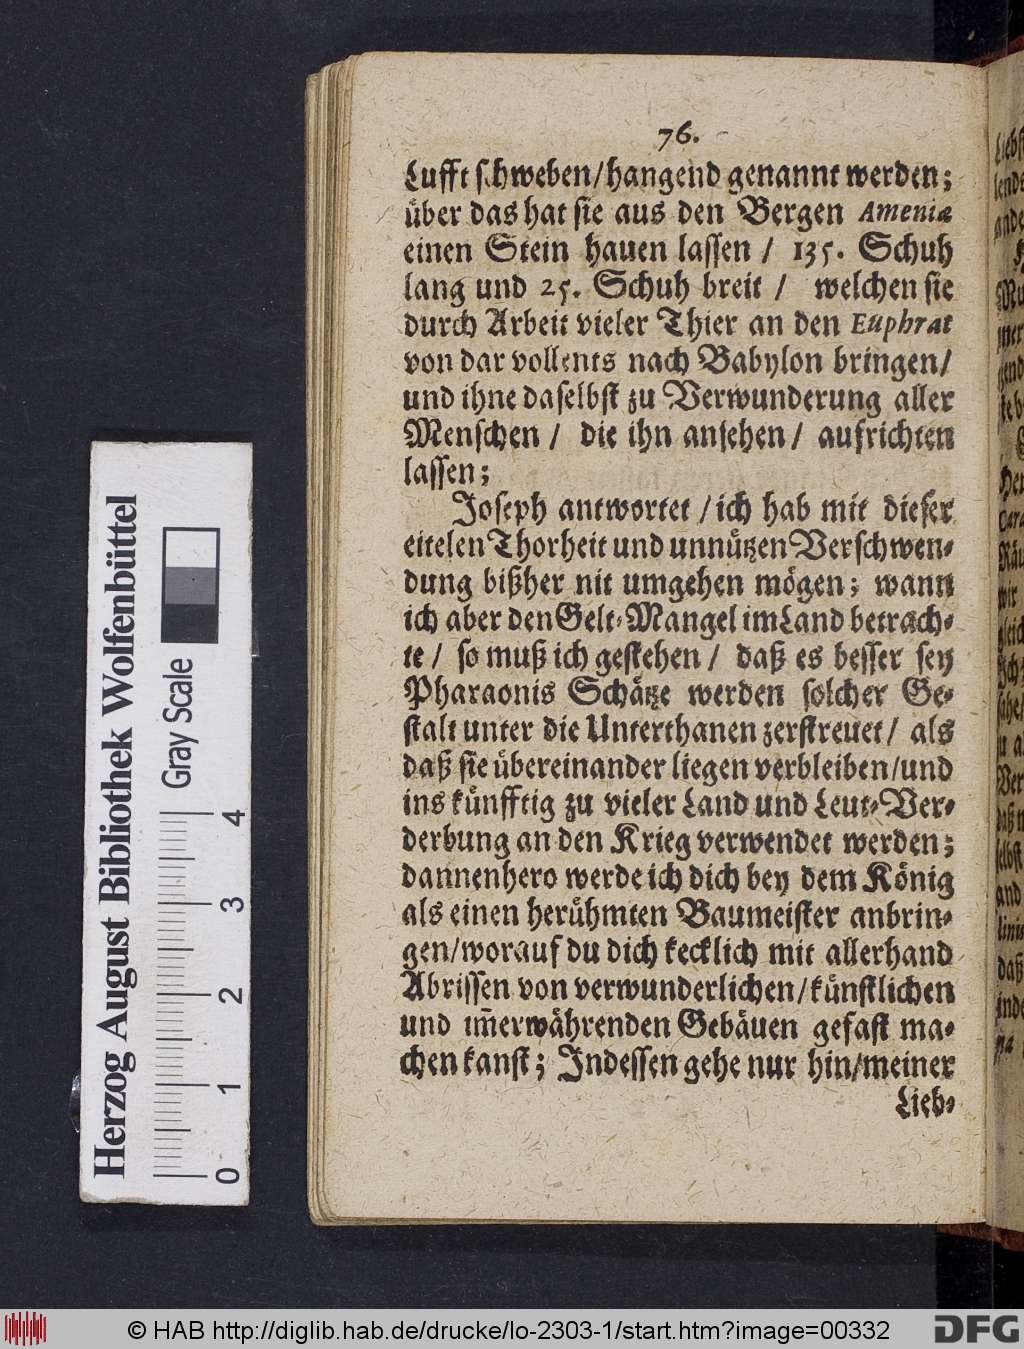 76.
Lufft schweben/hangend genannt werden;
über das hat sie aus den Bergen Ameniæ
einen Stein hauen lassen / 135. Schuh
lang und 25. Schuh breit / welchen sie
durch Arbeit vieler Thier an den Euphrat
von dar vollents nach Babylon bringen/
und ihne daselbst zu Verwunderung aller
Menschen / die ihn ansehen / aufrichten
lassen;
Joseph antwortet / ich hab mit dieser
eitelen Thorheit und unnützen Verschwen-
dung bißher nit umgehen mögen; wann
ich aber den Gelt-Mangel im Land betrach-
te / so muß ich gestehen / daß es besser sey
Pharaonis Schätze werden solcher Ge-
stalt unter die Unterthanen zerstreuet / als
daß sie übereinander liegen verbleiben/und
ins künfftig zu vieler Land und Leut-Ver-
derbung an den Krieg verwendet werden;
dannenhero werde ich dich bey dem König
als einen herühmten Baumeister anbrin-
gen/worauf du dich kecklich mit allerhand
Abrissen von verwunderlichen/künstlichen
und im̄erwährenden Gebäuen gefast ma-
chen kanst; Indessen gehe nur hin/meiner
Lieb-
Herzog August Bibliothek Wolfenbüttel
Gray Scale
0 1 2 3 4
© HAB http://diglib.hab.de/drucke/lo-2303-1/start.htm?image=00332
DFG